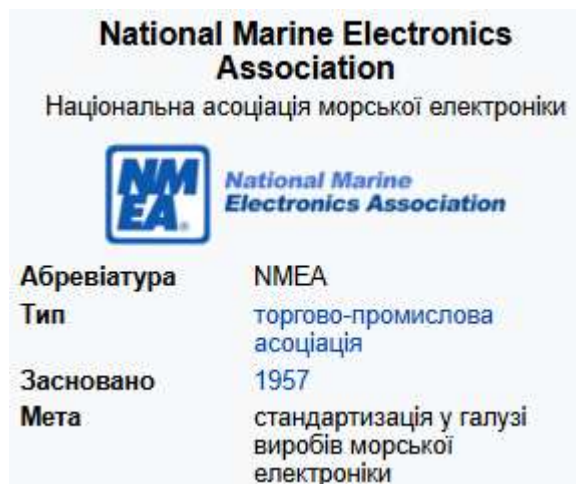 National Marine Electronics
Association
Національна асоціація морської електроніки
NM
EA®
National Marine
Electronics Association
Абревіатура NMEA
Тип торгово-промислова
асоціація
Засновано 1957
Мета стандартизація у галузі
виробів морської
електроніки